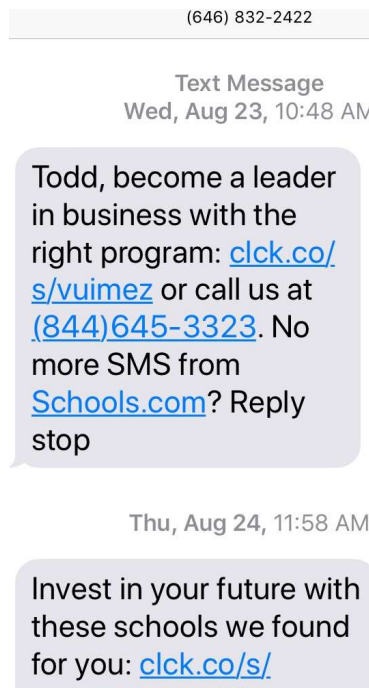 (646) 832-2422
Text Message
Wed, Aug 23, 10:48 AM
Todd, become a leader
in business with the
right program: clck.co/
s/vuimez or call us at
(844)645-3323. No
more SMS from
Schools.com? Reply
stop
Thu, Aug 24, 11:58 AM
Invest in your future with
these schools we found
for you: clck.co/s/